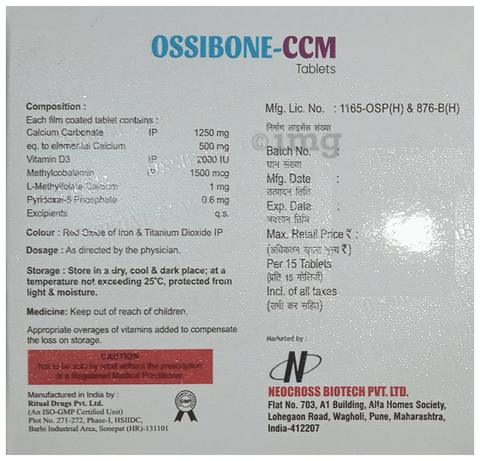 OSSIBONE-CCM
Tablets
Composition :
Each film coated tablet contains :
Calcium Carbonate IP 1250 mg
eq. to elemental Calcium 500 mg
Vitamin D3 IP 2000 IU
Methylcobalamin IP 1500 mcg
L-Methylfolate Calcium 1 mg
Pyridoxal-5 Phosphate 0.6 mg
Excipients q.s.
Colour : Red Oxide of Iron & Titanium Dioxide IP
Dosage : As directed by the physician.
Storage : Store in a dry, cool & dark place; at a
temperature not exceeding 25°C, protected from
light & moisture.
Medicine: Keep out of reach of children.
Appropriate overages of vitamins added to compensate
the loss on storage.
CAUTION
Not to be sold by retail without the prescription
of a Registered Medical Practitioner.
Manufactured in India by :
Ritual Drugs Pvt. Ltd.
(An ISO-GMP Certified Unit)
Plot No. 271-272, Phase-I, HSIIDC,
Barhi Industrial Area, Sonepat (HR)-131101
GMP
Mfg. Lic. No. : 1165-OSP(H) & 876-B(H)
निर्माण लाइसेंस संख्या
Batch No. :
घान संख्या
Mfg. Date :
उत्पादन तिथि
Exp. Date :
अवसान तिथि
Max. Retail Price ₹ :
(अधिकतम खुदरा मूल्य ₹)
Per 15 Tablets
(प्रति 15 गोलियाँ)
Incl. of all taxes
(सभी कर सहित)
1mg
Marketed by :
N
NEOCROSS BIOTECH PVT. LTD.
Flat No. 703, A1 Building, Alfa Homes Society,
Lohegaon Road, Wagholi, Pune, Maharashtra,
India-412207